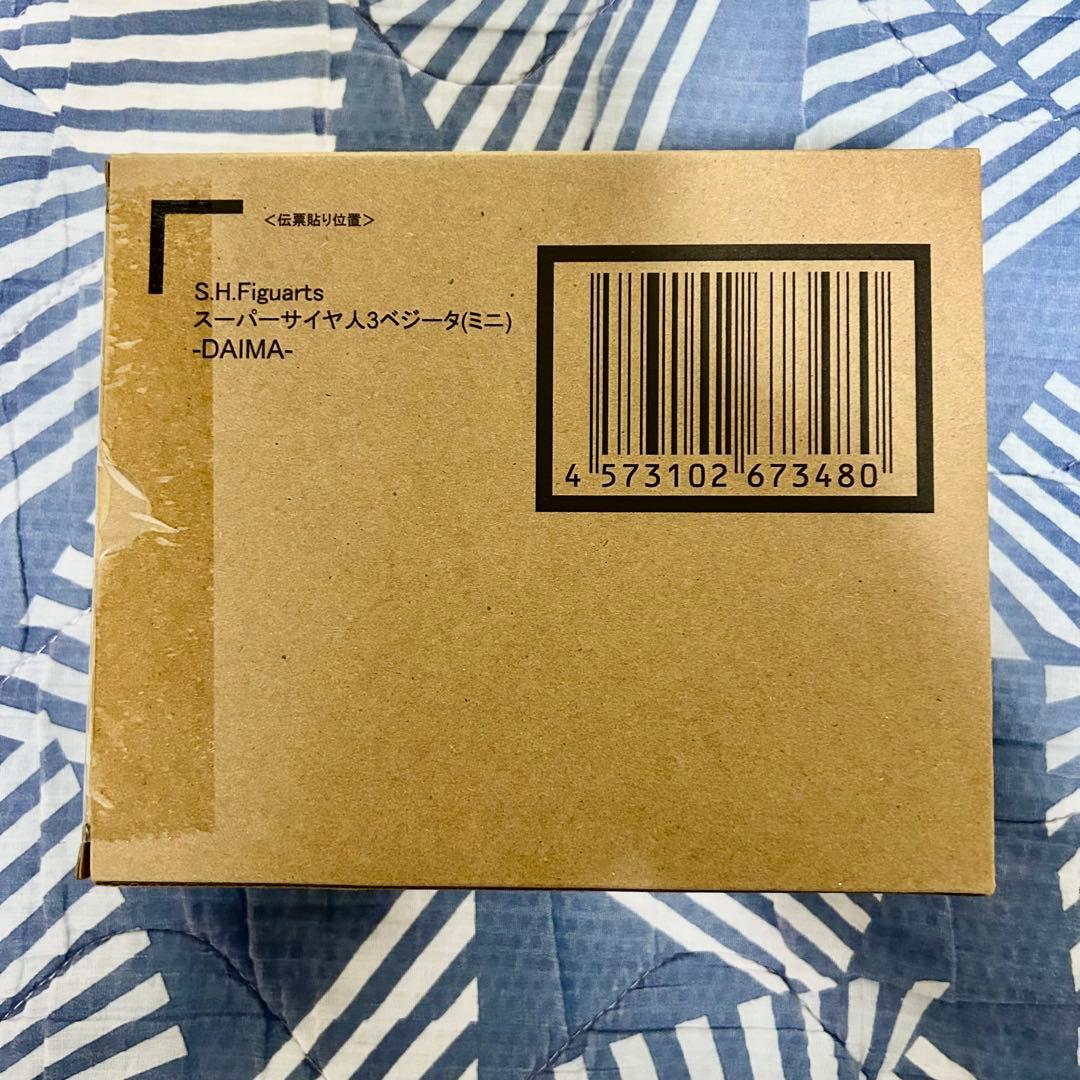 ＜伝票貼り位置＞
S.H.Figuarts
スーパーサイヤ人3ベジータ(ミニ)
-DAIMA-
4 573102 673480